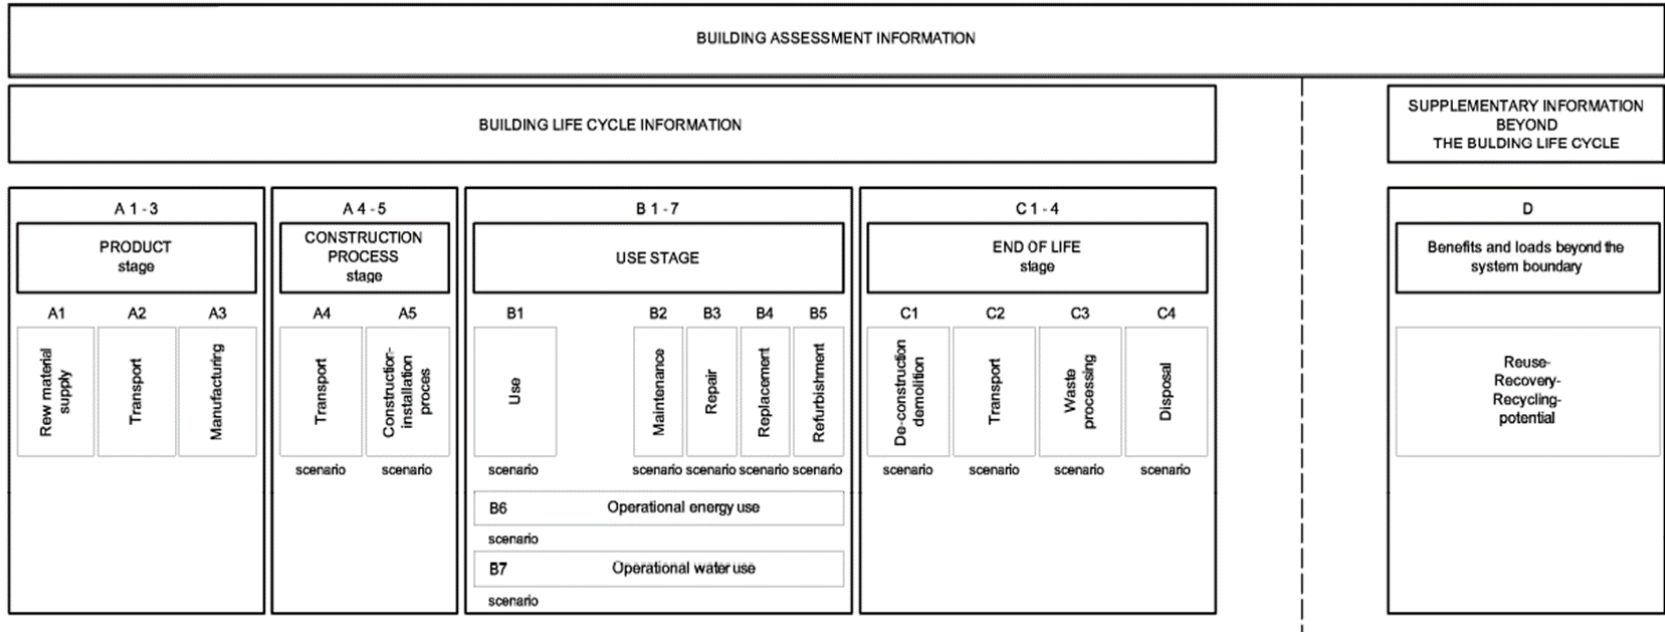 BUILDING ASSESSMENT INFORMATION
BUILDING LIFE CYCLE INFORMATION
SUPPLEMENTARY INFORMATION
BEYOND
THE BULDING LIFE CYCLE
A 1 - 3
PRODUCT
stage
A1
A2
A3
Rew material
supply
Transport
Manufacturing
A 4 - 5
CONSTRUCTION
PROCESS
stage
A4
A5
Transport
Construction-
installation
proces
scenario
scenario
B 1 - 7
USE STAGE
B1
B2
B3
B4
B5
Use
Maintenance
Repair
Replacement
Refurbishment
scenario
scenario
scenario
scenario
scenario
B6 Operational energy use
scenario
B7 Operational water use
scenario
C 1 - 4
END OF LIFE
stage
C1
C2
C3
C4
De-construction
demolition
Transport
Waste
processing
Disposal
scenario
scenario
scenario
scenario
D
Benefits and loads beyond the
system boundary
Reuse-
Recovery-
Recycling-
potential